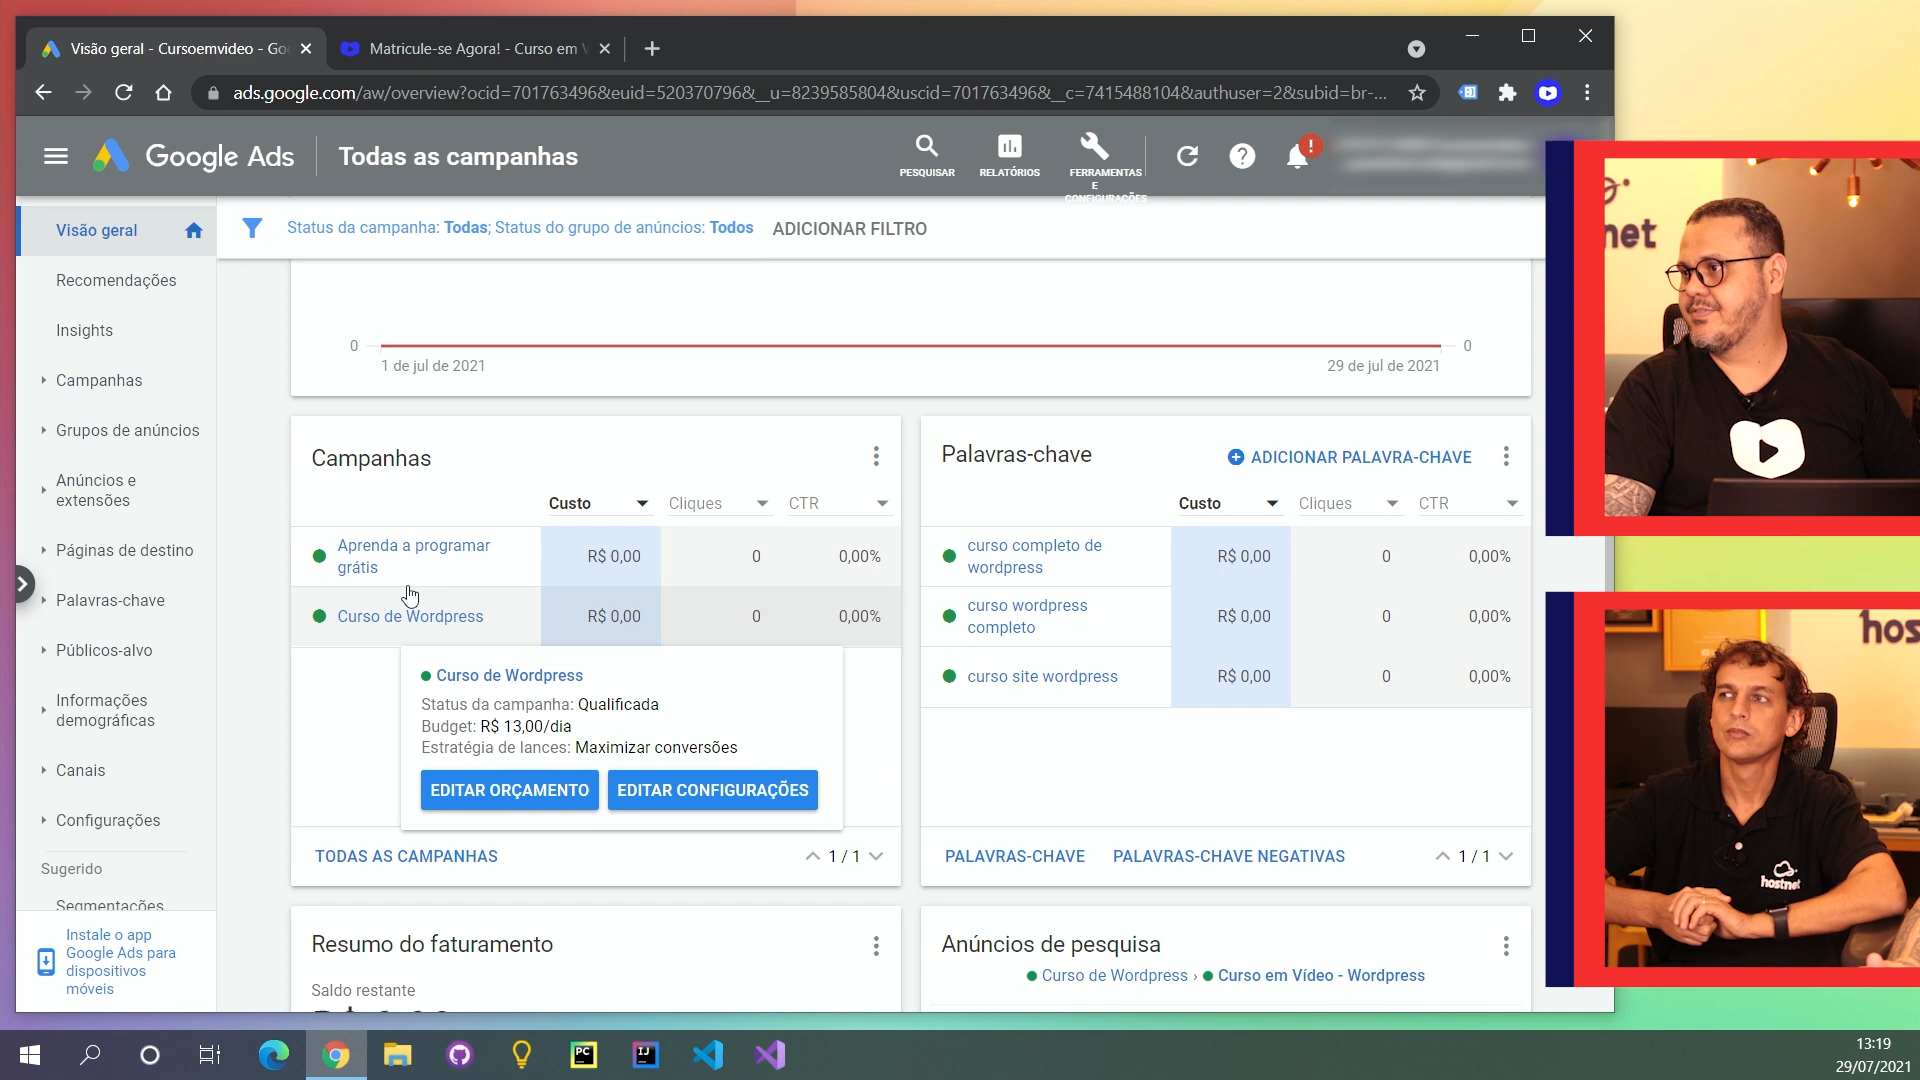 Visão geral - Cursoemvideo - Go
Matricule-se Agora! - Curso em V
ads.google.com/aw/overview?ocid=701763496&euid=520370796&__u=8239585804&uscid=701763496&__c=7415488104&authuser=2&subid=br-...
Google Ads
Todas as campanhas
PESQUISAR
RELATÓRIOS
FERRAMENTAS
E
CONFIGURAÇÕES
Visão geral
Recomendações
Insights
Campanhas
Grupos de anúncios
Anúncios e
extensões
Páginas de destino
Palavras-chave
Públicos-alvo
Informações
demográficas
Canais
Configurações
Sugerido
Segmentações
Instale o app
Google Ads para
dispositivos
móveis
Status da campanha: Todas; Status do grupo de anúncios: Todos
ADICIONAR FILTRO
0
0
1 de jul de 2021
29 de jul de 2021
Campanhas
Custo
Cliques
CTR
Aprenda a programar
grátis
R$ 0,00
0
0,00%
Curso de Wordpress
R$ 0,00
0
0,00%
Curso de Wordpress
Status da campanha: Qualificada
Budget: R$ 13,00/dia
Estratégia de lances: Maximizar conversões
EDITAR ORÇAMENTO
EDITAR CONFIGURAÇÕES
TODAS AS CAMPANHAS
1 / 1
Palavras-chave
ADICIONAR PALAVRA-CHAVE
Custo
Cliques
CTR
curso completo de
wordpress
R$ 0,00
0
0,00%
curso wordpress
completo
R$ 0,00
0
0,00%
curso site wordpress
R$ 0,00
0
0,00%
PALAVRAS-CHAVE
PALAVRAS-CHAVE NEGATIVAS
1 / 1
Resumo do faturamento
Saldo restante
Anúncios de pesquisa
Curso de Wordpress › Curso em Vídeo - Wordpress
net
hos
hostnet
PC
IJ
13:19
29/07/2021